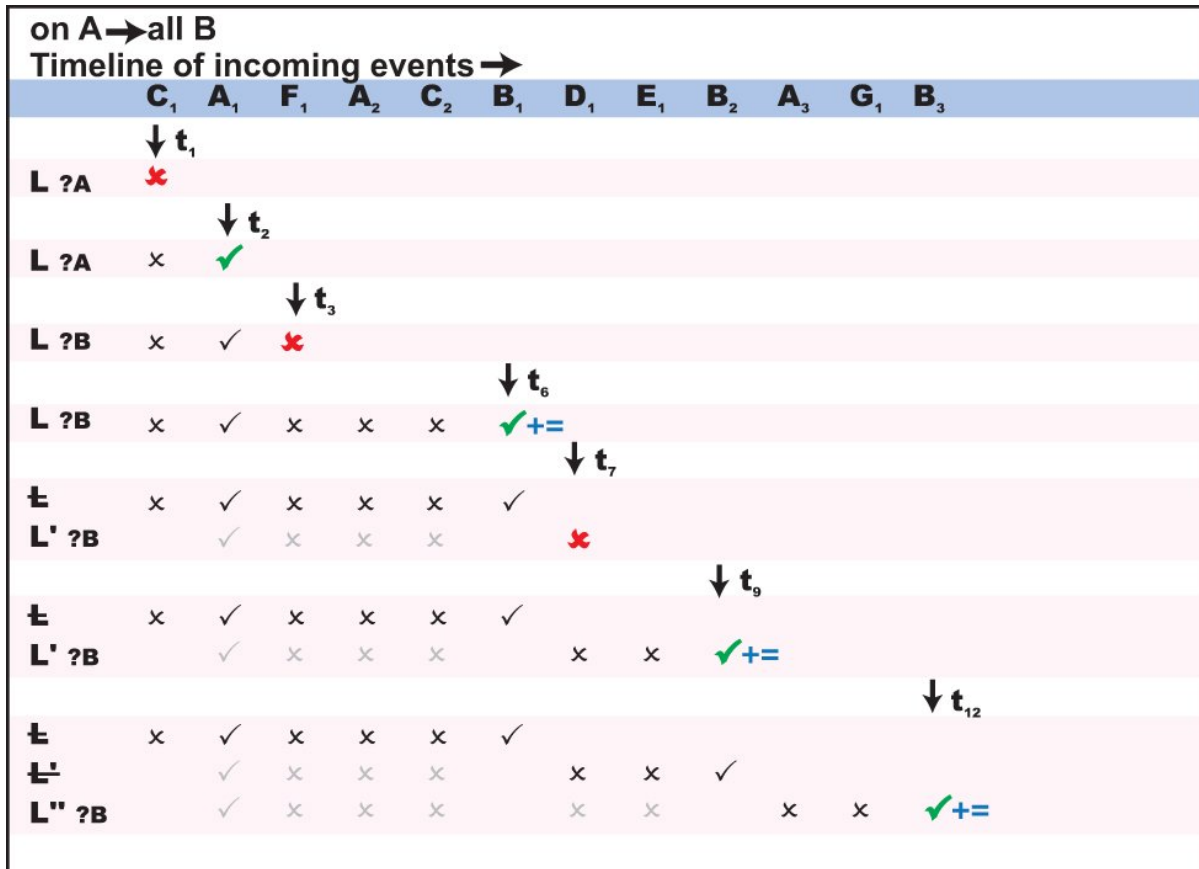 on A→all B
Timeline of incoming events →
C₁ A₁ F₁ A₂ C₂ B₁ D₁ E₁ B₂ A₃ G₁ B₃
↓ t₁
L ?A ✘
↓ t₂
L ?A × ✓
↓ t₃
L ?B × ✓ ✘
↓ t₆
L ?B × ✓ × × × ✓+=
↓ t₇
L × ✓ × × × ✓
L' ?B ✓ × × × ✘
↓ t₉
L × ✓ × × × ✓
L' ?B ✓ × × × × × ✓+=
↓ t₁₂
L × ✓ × × × ✓
L' ✓ × × × × × ✓
L" ?B ✓ × × × × × × × ✓+=